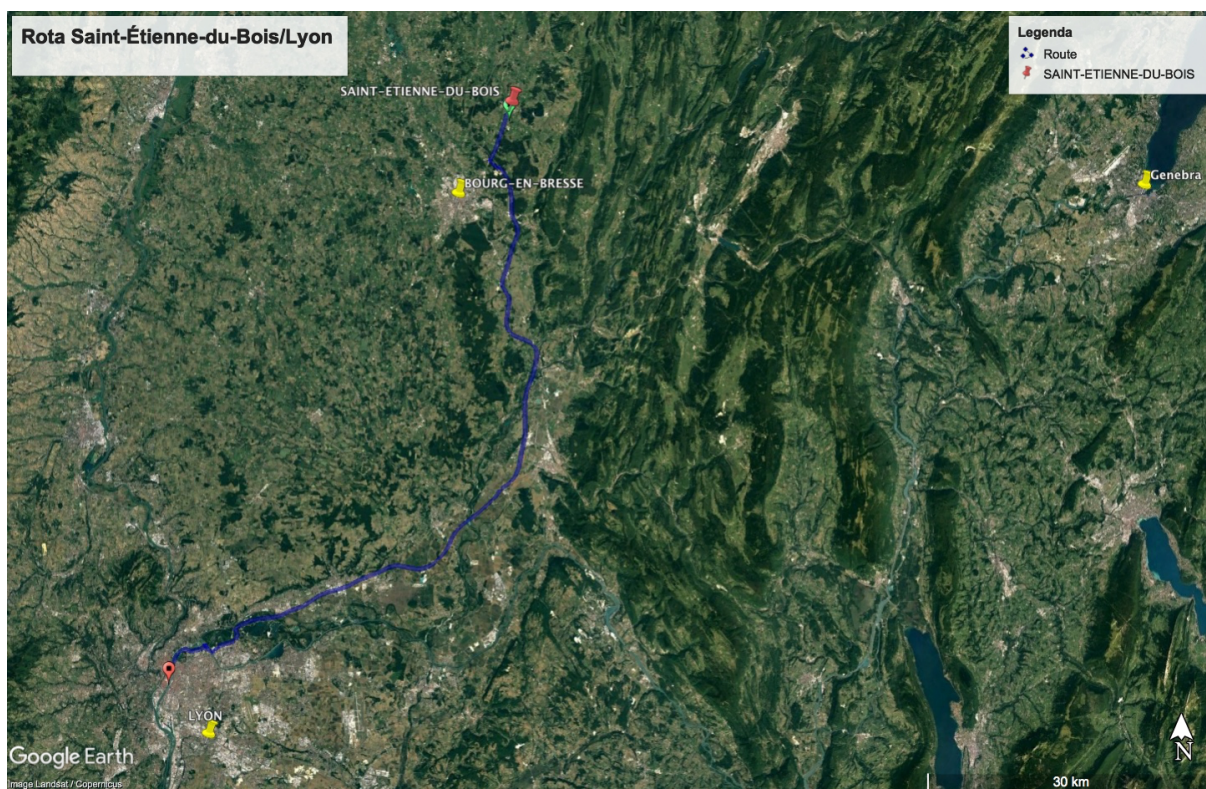 Rota Saint-Étienne-du-Bois/Lyon
Legenda
Route
SAINT-ETIENNE-DU-BOIS
SAINT-ETIENNE-DU-BOIS
BOURG-EN-BRESSE
Genebra
LYON
Google Earth
Image Landsat / Copernicus
N
30 km